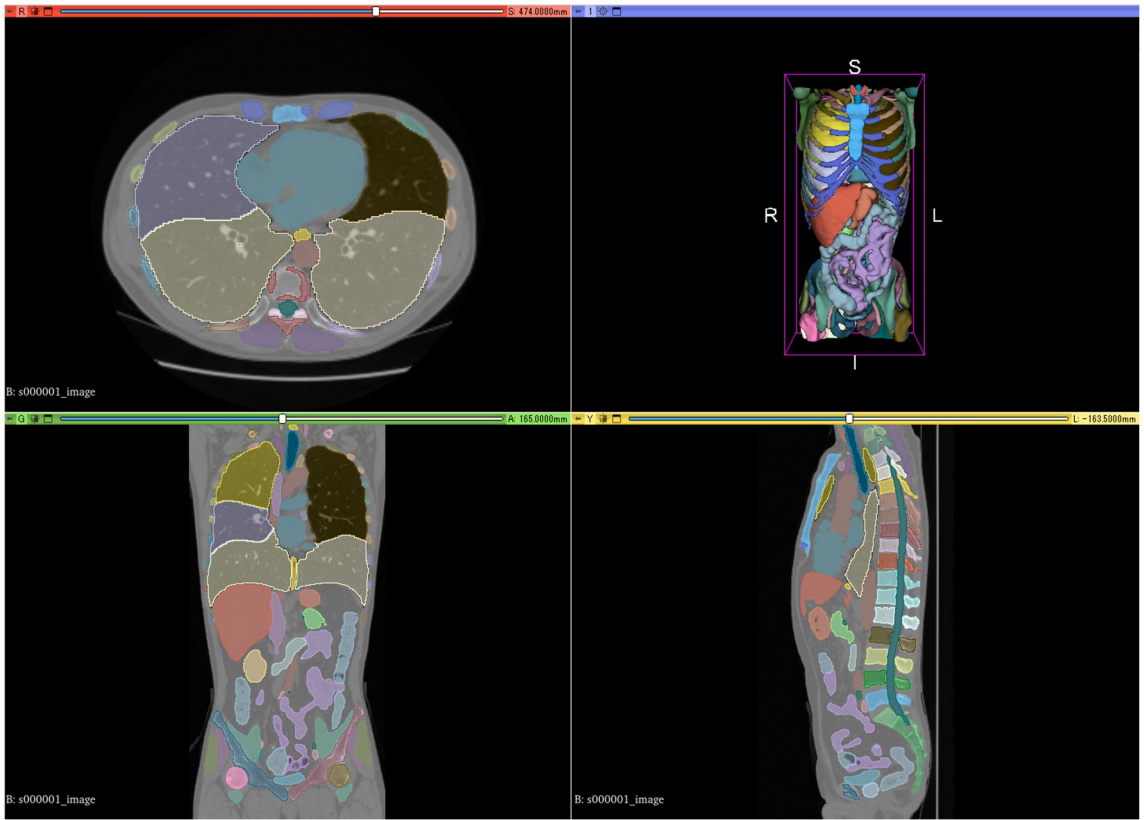 R S: 474.0000mm
1
S
R L
I
B: s000001_image
G A: 165.0000mm
Y L: -163.5000mm
B: s000001_image
B: s000001_image